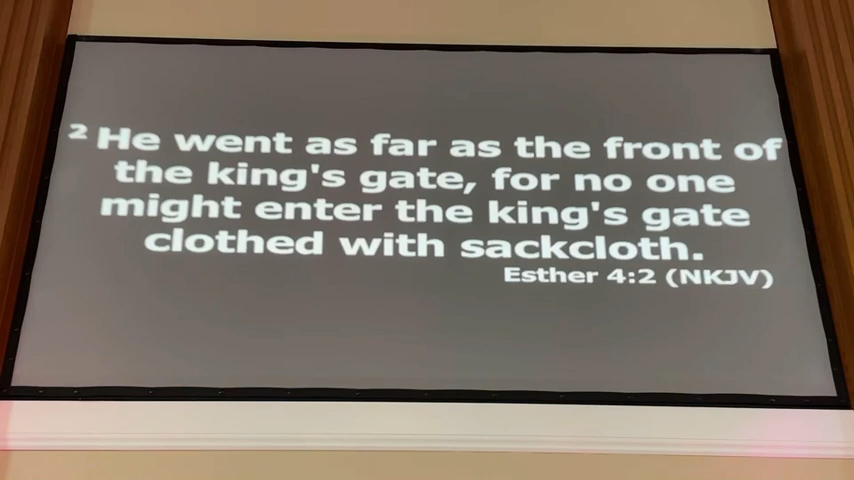 2 He went as far as the front of
the king's gate, for no one
might enter the king's gate
clothed with sackcloth.
Esther 4:2 (NKJV)